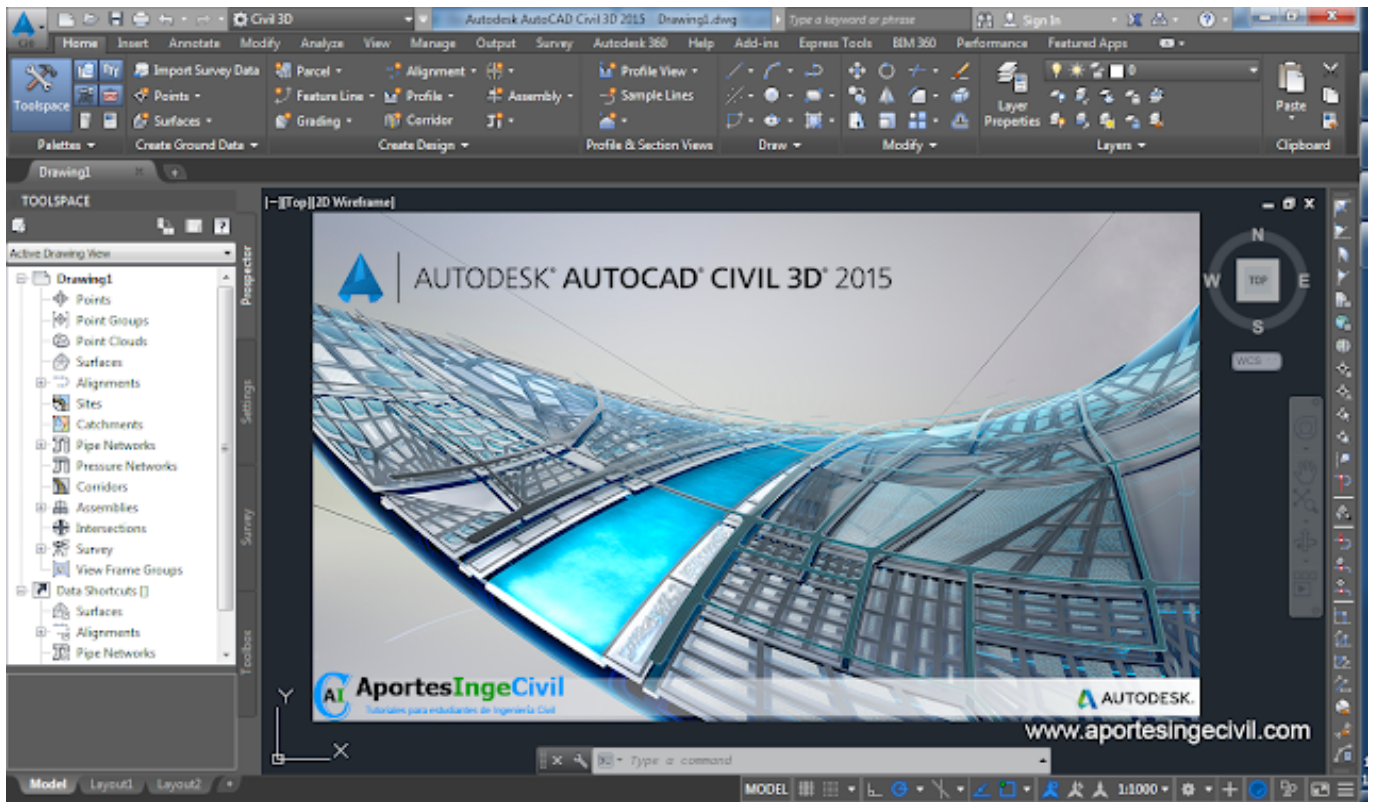 Civil 3D
Autodesk AutoCAD Civil 3D 2015 Drawing1.dwg
Type a keyword or phrase
Sign In
C3D
Home Insert Annotate Modify Analyze View Manage Output Survey Autodesk 360 Help Add-ins Express Tools BIM 360 Performance Featured Apps
Toolspace
Import Survey Data
Points
Surfaces
Parcel
Feature Line
Grading
Alignment
Profile
Corridor
Assembly
Profile View
Sample Lines
Layer
Properties
0
Paste
Palettes
Create Ground Data
Create Design
Profile & Section Views
Draw
Modify
Layers
Clipboard
Drawing1
TOOLSPACE
Active Drawing View
Drawing1
Points
Point Groups
Point Clouds
Surfaces
Alignments
Sites
Catchments
Pipe Networks
Pressure Networks
Corridors
Assemblies
Intersections
Survey
View Frame Groups
Data Shortcuts []
Surfaces
Alignments
Pipe Networks
Prospector
Settings
Survey
Toolbox
[−][Top][2D Wireframe]
AUTODESK® AUTOCAD® CIVIL 3D® 2015
N
W TOP E
S
WCS
AI
AportesIngeCivil
Tutoriales para estudiantes de Ingeniería Civil
AUTODESK.
www.aportesingecivil.com
Y
X
Type a command
Model Layout1 Layout2 +
MODEL
1:1000